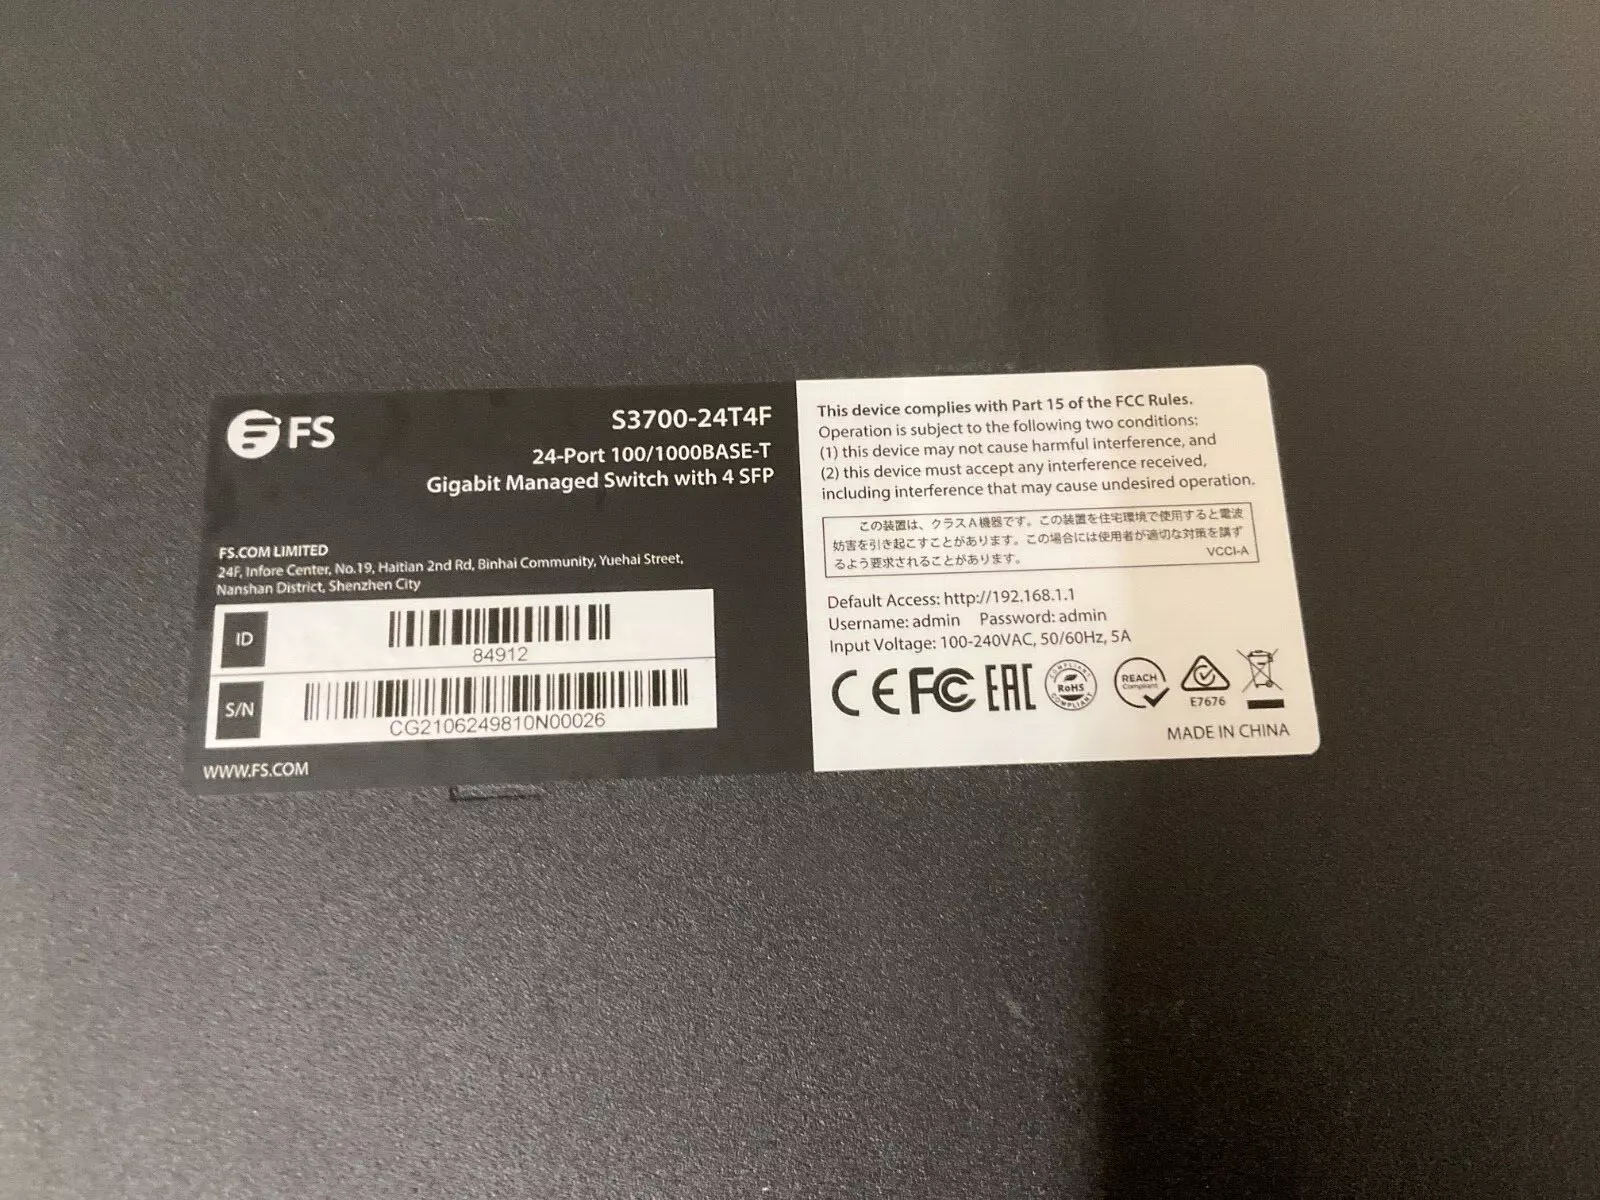 FS
S3700-24T4F
24-Port 100/1000BASE-T
Gigabit Managed Switch with 4 SFP
FS.COM LIMITED
24F, Infore Center, No.19, Haitian 2nd Rd, Binhai Community, Yuehai Street,
Nanshan District, Shenzhen City
ID
84912
S/N
CG2106249810N00026
WWW.FS.COM
This device complies with Part 15 of the FCC Rules.
Operation is subject to the following two conditions:
(1) this device may not cause harmful interference, and
(2) this device must accept any interference received,
including interference that may cause undesired operation.
この装置は、クラスA機器です。この装置を住宅環境で使用すると電波
妨害を引き起こすことがあります。この場合には使用者が適切な対策を講ず
るよう要求されることがあります。
VCCI-A
Default Access: http://192.168.1.1
Username: admin Password: admin
Input Voltage: 100-240VAC, 50/60Hz, 5A
CE FC EAC
COMPLIANT
RoHS
COMPLIANT
REACH
Compliant
E7676
MADE IN CHINA